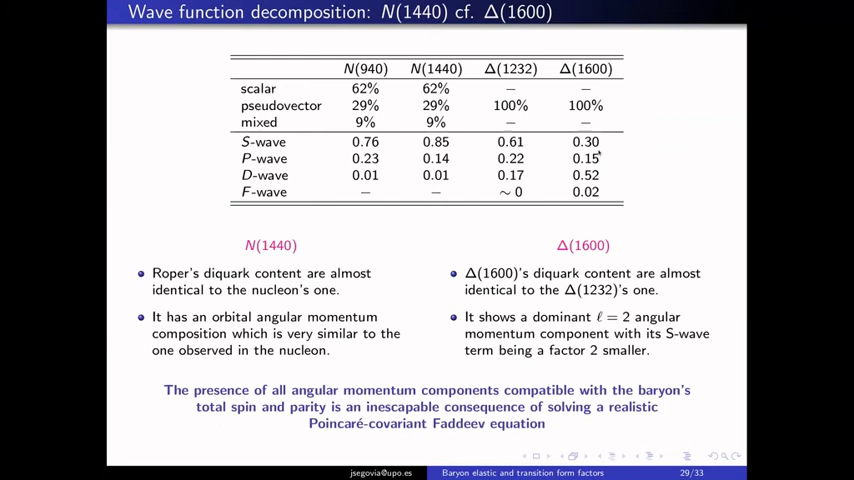 Wave function decomposition: N(1440) cf. Δ(1600)
N(940) N(1440) Δ(1232) Δ(1600)
scalar 62% 62% − −
pseudovector 29% 29% 100% 100%
mixed 9% 9% − −
S-wave 0.76 0.85 0.61 0.30
P-wave 0.23 0.14 0.22 0.15
D-wave 0.01 0.01 0.17 0.52
F-wave − − ∼ 0 0.02
N(1440)
Roper's diquark content are almost
identical to the nucleon's one.
It has an orbital angular momentum
composition which is very similar to the
one observed in the nucleon.
Δ(1600)
Δ(1600)'s diquark content are almost
identical to the Δ(1232)'s one.
It shows a dominant ℓ = 2 angular
momentum component with its S-wave
term being a factor 2 smaller.
The presence of all angular momentum components compatible with the baryon's
total spin and parity is an inescapable consequence of solving a realistic
Poincaré-covariant Faddeev equation
jsegovia@upo.es Baryon elastic and transition form factors 29/33